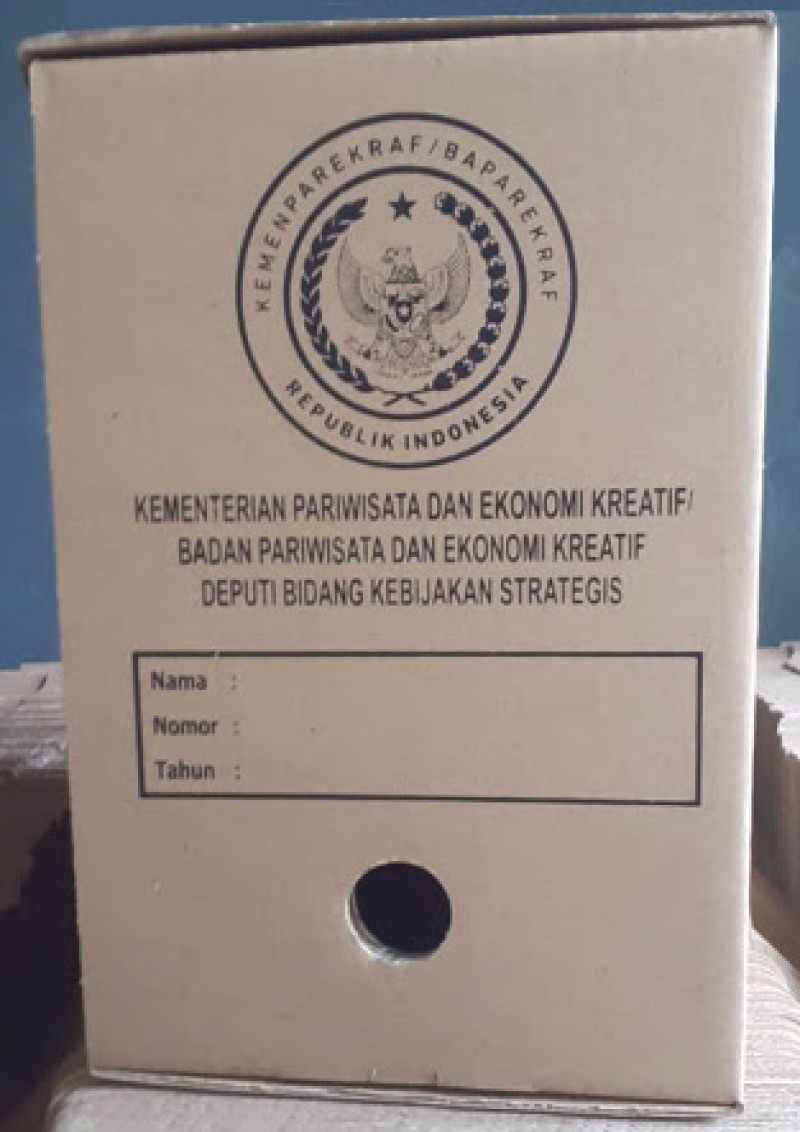 KEMENPAREKRAF/BAPAREKRAF
REPUBLIK INDONESIA
KEMENTERIAN PARIWISATA DAN EKONOMI KREATIF/
BADAN PARIWISATA DAN EKONOMI KREATIF
DEPUTI BIDANG KEBIJAKAN STRATEGIS
Nama :
Nomor :
Tahun :